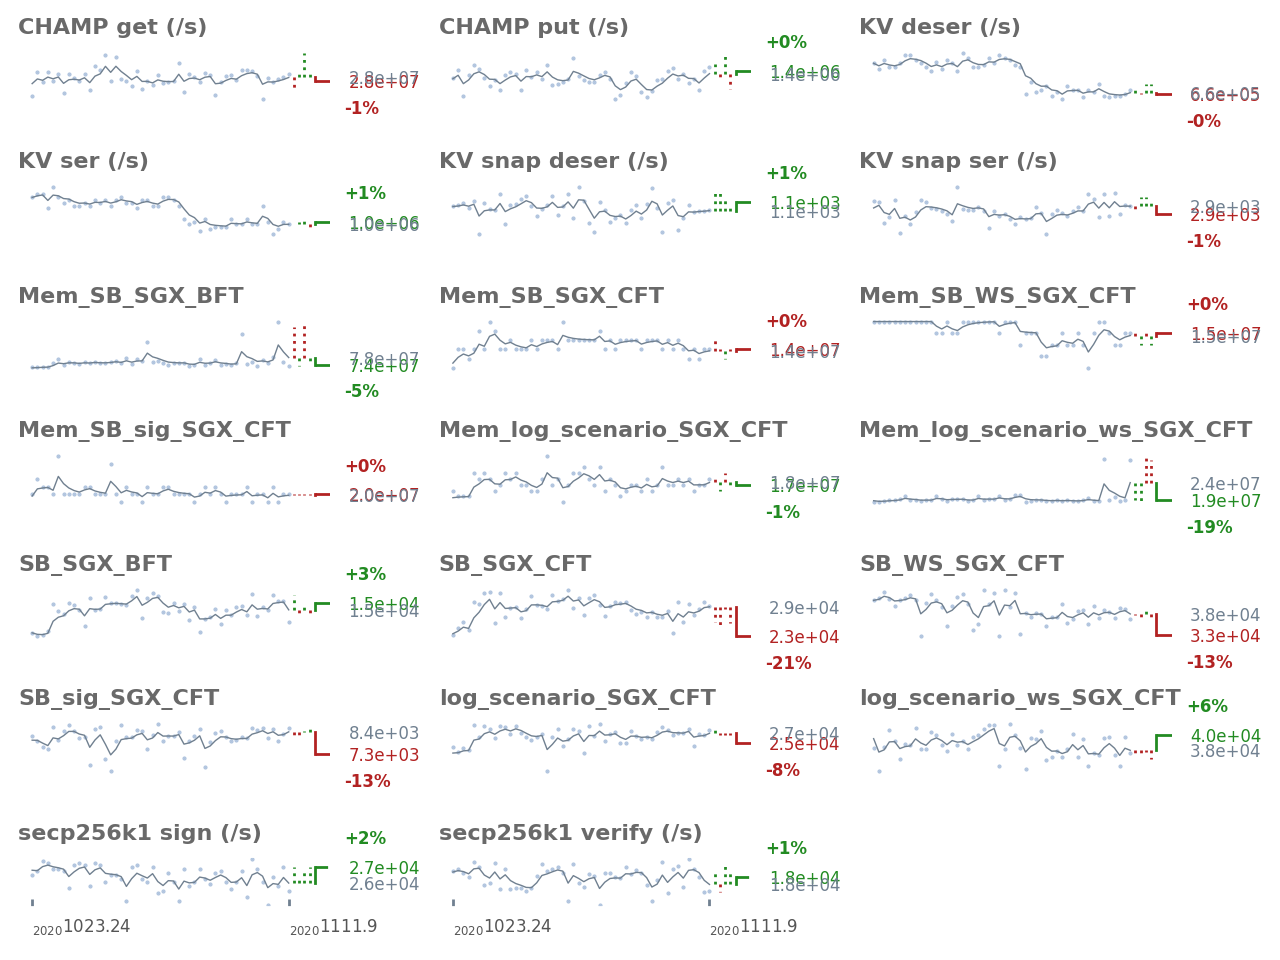 CHAMP get (/s)
2.8e+07
2.8e+07
-1%
CHAMP put (/s)
+0%
1.4e+06
1.4e+06
KV deser (/s)
6.6e+05
6.6e+05
-0%
KV ser (/s)
+1%
1.0e+06
1.0e+06
KV snap deser (/s)
+1%
1.1e+03
1.1e+03
KV snap ser (/s)
2.9e+03
2.9e+03
-1%
Mem_SB_SGX_BFT
7.8e+07
7.4e+07
-5%
Mem_SB_SGX_CFT
+0%
1.4e+07
1.4e+07
Mem_SB_WS_SGX_CFT
+0%
1.5e+07
1.5e+07
Mem_SB_sig_SGX_CFT
+0%
2.0e+07
2.0e+07
Mem_log_scenario_SGX_CFT
1.8e+07
1.7e+07
-1%
Mem_log_scenario_ws_SGX_CFT
2.4e+07
1.9e+07
-19%
SB_SGX_BFT
+3%
1.5e+04
1.5e+04
SB_SGX_CFT
2.9e+04
2.3e+04
-21%
SB_WS_SGX_CFT
3.8e+04
3.3e+04
-13%
SB_sig_SGX_CFT
8.4e+03
7.3e+03
-13%
log_scenario_SGX_CFT
2.7e+04
2.5e+04
-8%
log_scenario_ws_SGX_CFT
+6%
4.0e+04
3.8e+04
secp256k1 sign (/s)
+2%
2.7e+04
2.6e+04
2020 1023.24
2020 1111.9
secp256k1 verify (/s)
+1%
1.8e+04
1.8e+04
2020 1023.24
2020 1111.9